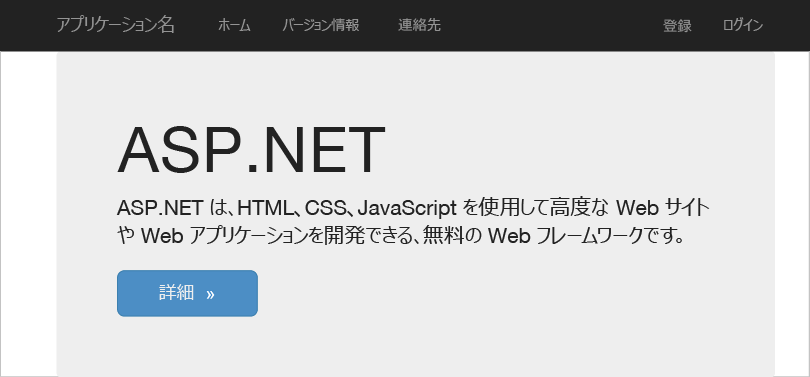 アプリケーション名 ホーム バージョン情報 連絡先 登録 ログイン
ASP.NET
ASP.NET は、HTML、CSS、JavaScript を使用して高度な Web サイト
や Web アプリケーションを開発できる、無料の Web フレームワークです。
詳細 »